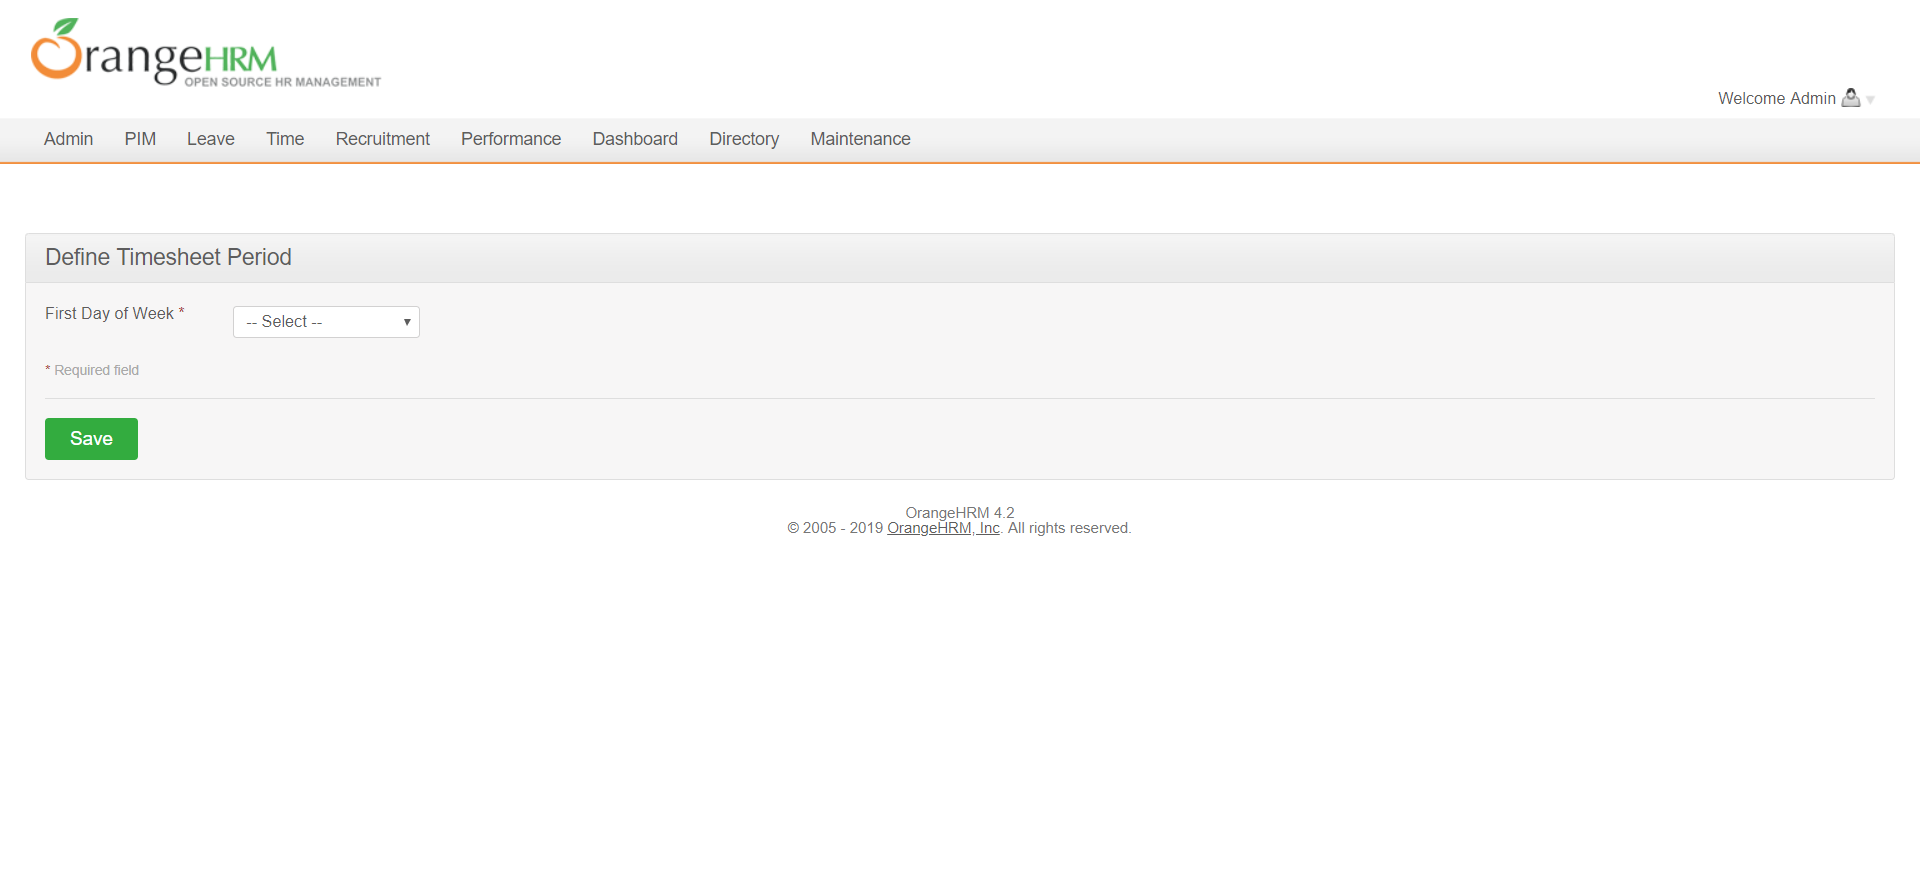 OrangeHRM
OPEN SOURCE HR MANAGEMENT
Welcome Admin
Admin PIM Leave Time Recruitment Performance Dashboard Directory Maintenance
Define Timesheet Period
First Day of Week * -- Select --
* Required field
Save
OrangeHRM 4.2
© 2005 - 2019 OrangeHRM, Inc. All rights reserved.